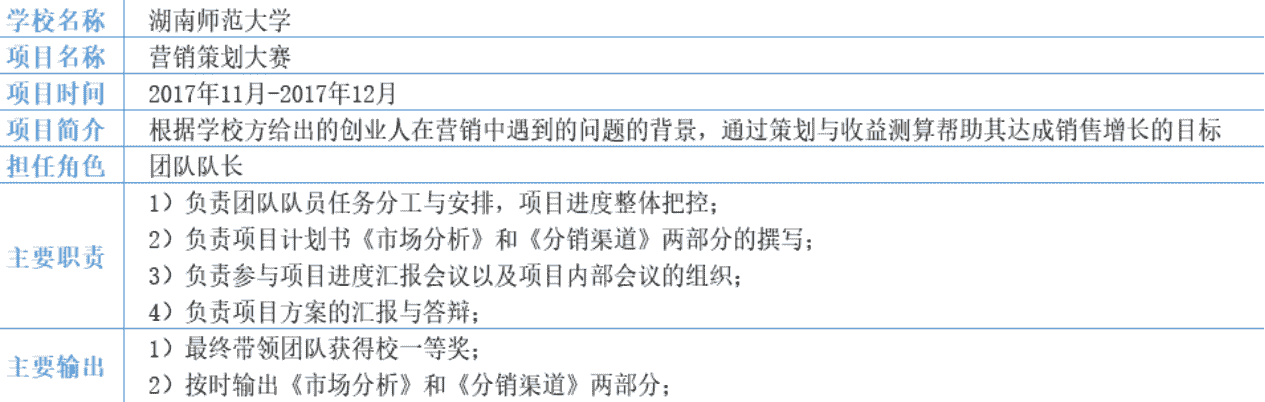 学校名称 湖南师范大学
项目名称 营销策划大赛
项目时间 2017年11月-2017年12月
项目简介 根据学校方给出的创业人在营销中遇到的问题的背景，通过策划与收益测算帮助其达成销售增长的目标
担任角色 团队队长
主要职责
1）负责团队队员任务分工与安排，项目进度整体把控；
2）负责项目计划书《市场分析》和《分销渠道》两部分的撰写；
3）负责参与项目进度汇报会议以及项目内部会议的组织；
4）负责项目方案的汇报与答辩；
主要输出
1）最终带领团队获得校一等奖；
2）按时输出《市场分析》和《分销渠道》两部分；